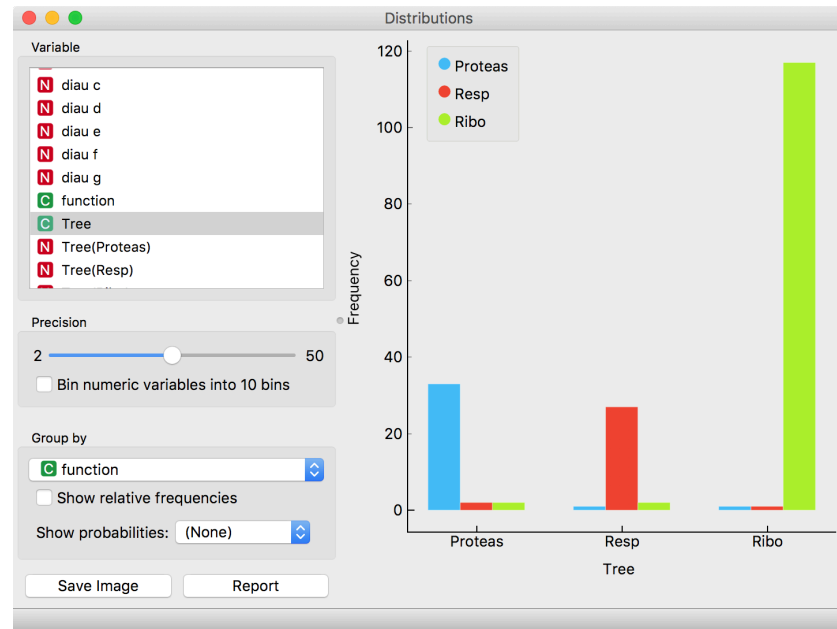 Distributions
Variable
N diau c
N diau d
N diau e
N diau f
N diau g
C function
C Tree
N Tree(Proteas)
N Tree(Resp)
Precision
2 50
Bin numeric variables into 10 bins
Group by
C function
Show relative frequencies
Show probabilities: (None)
Save Image Report
120
100
80
60
40
20
0
Frequency
Proteas
Resp
Ribo
Proteas Resp Ribo
Tree